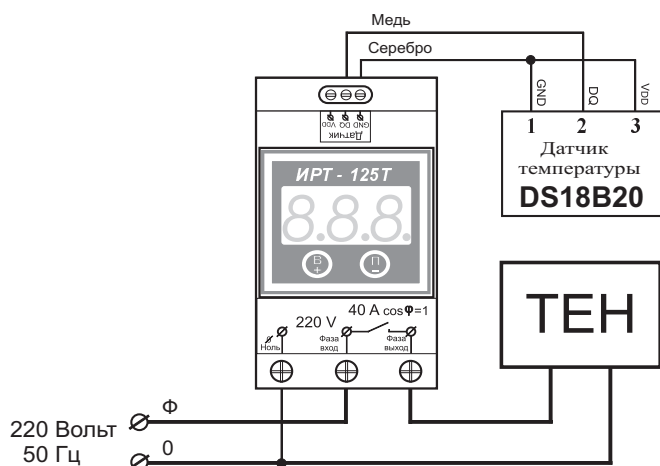 Медь
Серебро
GND
DQ
VDD
1 2 3
Датчик
температуры
DS18B20
VDD DQ GND
Датчик
ИРТ - 125Т
8.8.8.
В
+
П
–
40 A cosφ=1
220 V
Ноль
Фаза
вход
Фаза
выход
ТЕН
Ф
220 Вольт
50 Гц
0